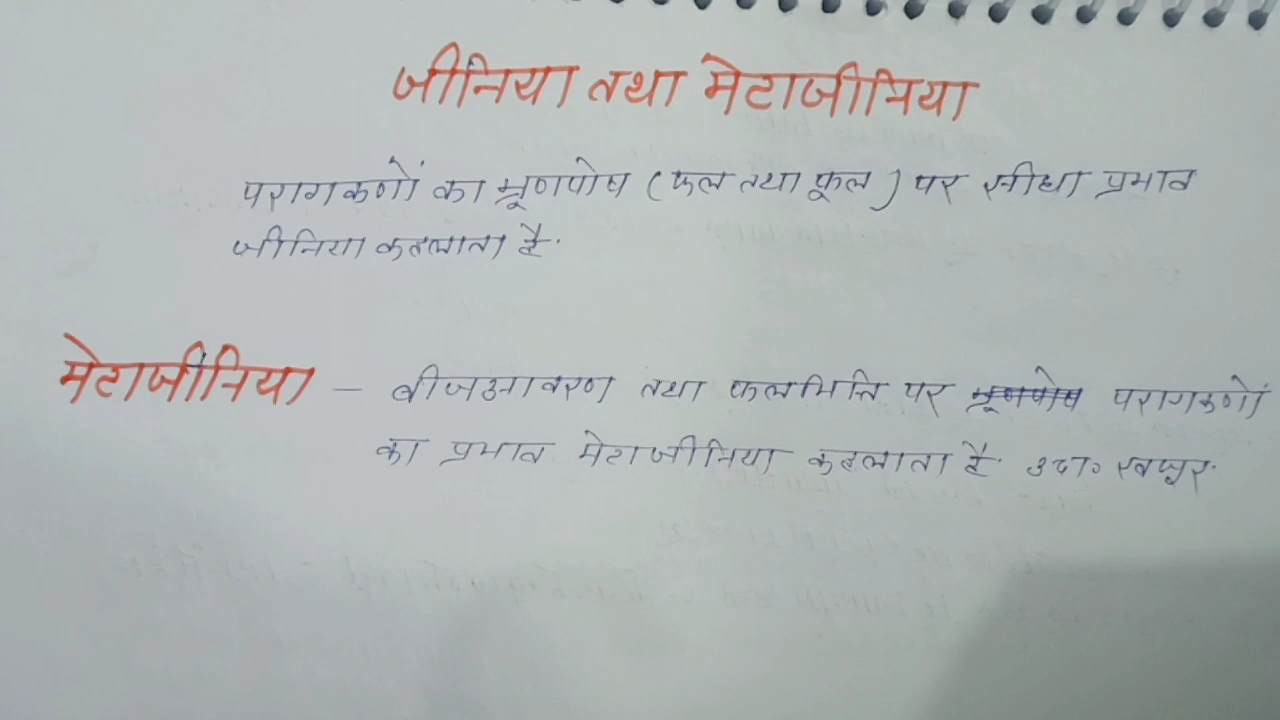 जीनिया तथा मेटाजीनिया
परागकणों का भ्रूणपोष (फल तथा फूल) पर सीधा प्रभाव
जीनिया कहलाता है.
मेटाजीनिया – बीजआवरण तथा फलभित्ति पर भ्रूणपोष परागकणों
का प्रभाव मेटाजीनिया कहलाता है उदा॰ खजूर.